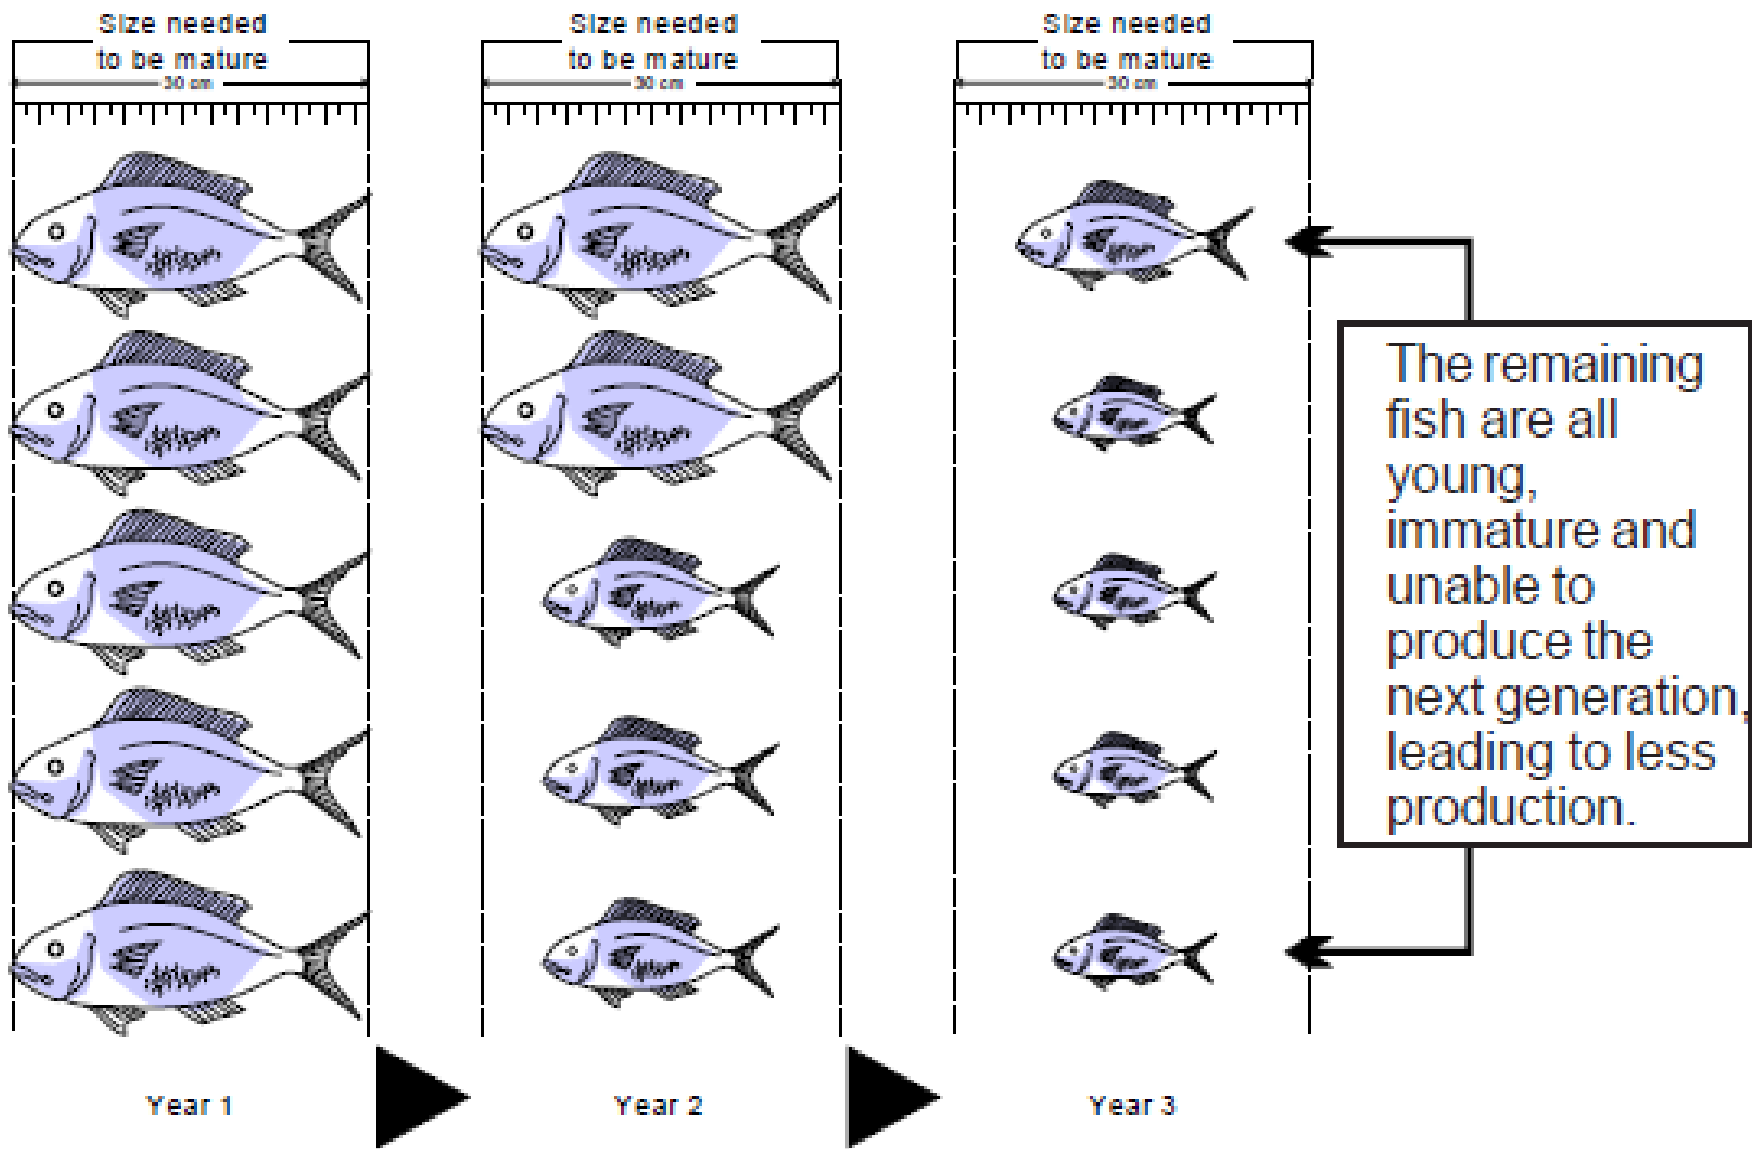 Size needed
to be mature
30 cm
Size needed
to be mature
30 cm
Size needed
to be mature
30 cm
The remaining
fish are all
young,
immature and
unable to
produce the
next generation,
leading to less
production.
Year 1
Year 2
Year 3